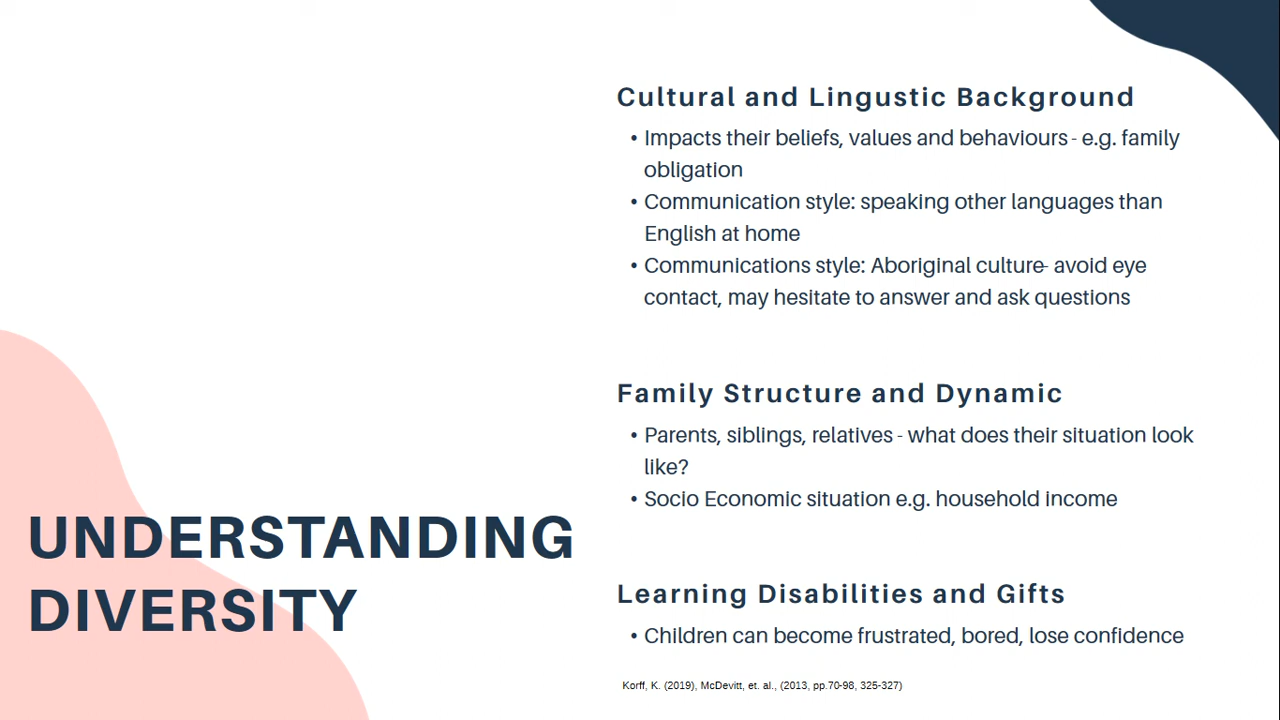 UNDERSTANDING
DIVERSITY
Cultural and Lingustic Background
• Impacts their beliefs, values and behaviours - e.g. family
obligation
• Communication style: speaking other languages than
English at home
• Communications style: Aboriginal culture- avoid eye
contact, may hesitate to answer and ask questions
Family Structure and Dynamic
• Parents, siblings, relatives - what does their situation look
like?
• Socio Economic situation e.g. household income
Learning Disabilities and Gifts
• Children can become frustrated, bored, lose confidence
Korff, K. (2019), McDevitt, et. al., (2013, pp.70-98, 325-327)